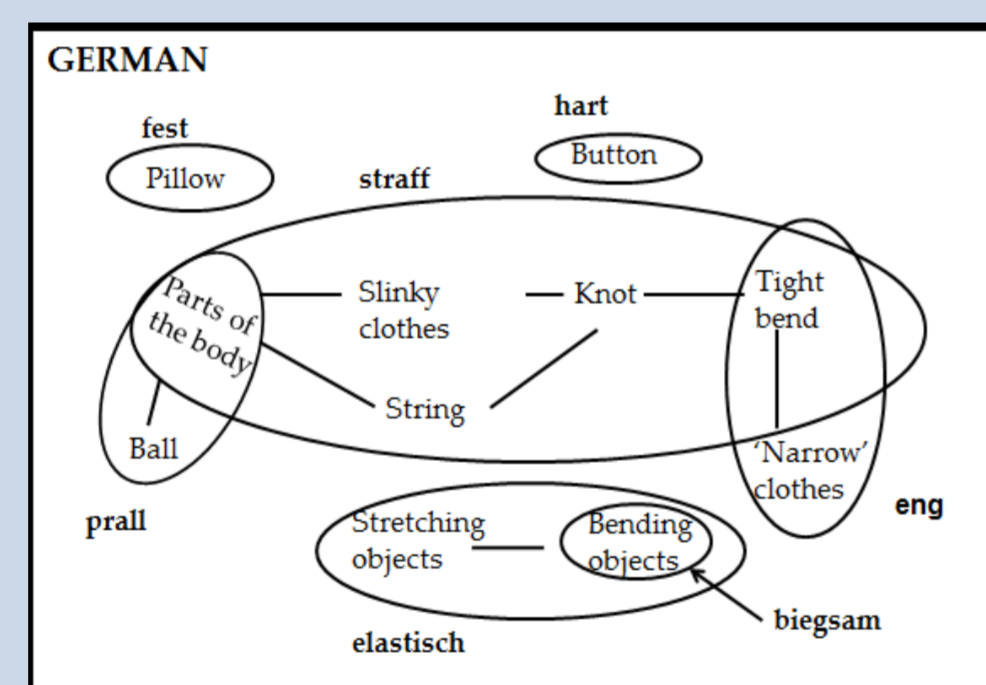 GERMAN
hart
fest
Button
Pillow
straff
Parts of
the body
Slinky
clothes
Knot
Tight
bend
String
Ball
'Narrow'
clothes
eng
prall
Stretching
objects
Bending
objects
biegsam
elastisch